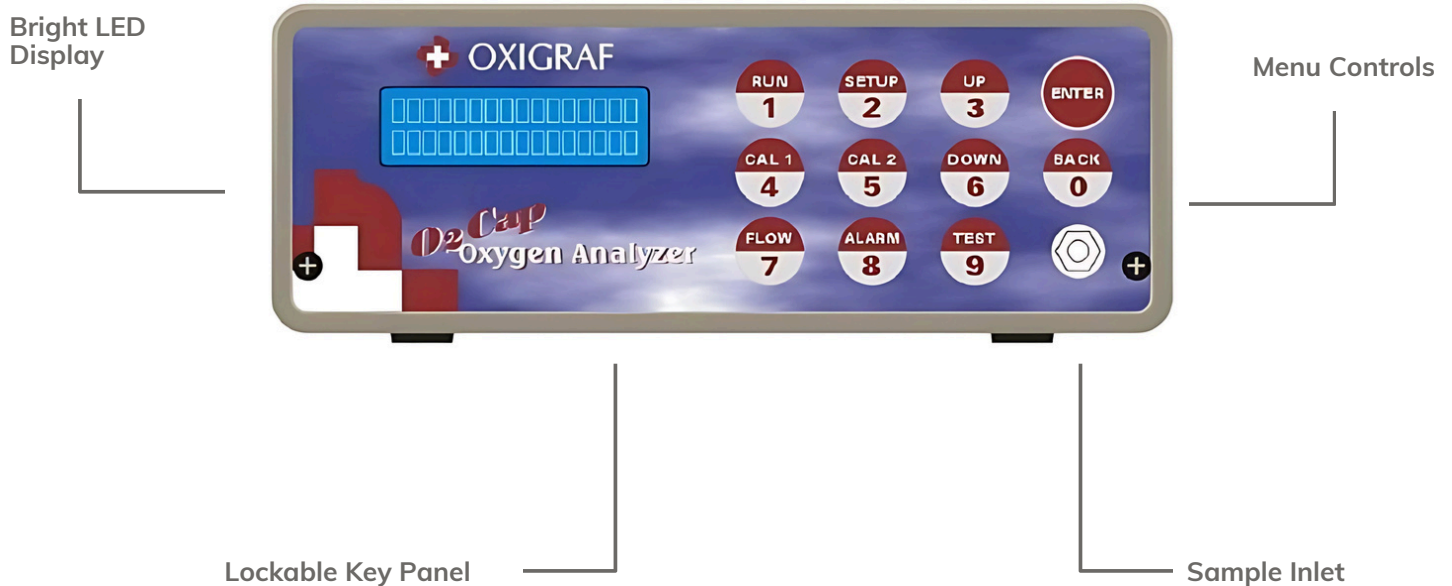 Bright LED
Display
Menu Controls
OXIGRAF
RUN
1
SETUP
2
UP
3
ENTER
CAL 1
4
CAL 2
5
DOWN
6
BACK
0
O2 Cap
Oxygen Analyzer
FLOW
7
ALARM
8
TEST
9
Lockable Key Panel
Sample Inlet